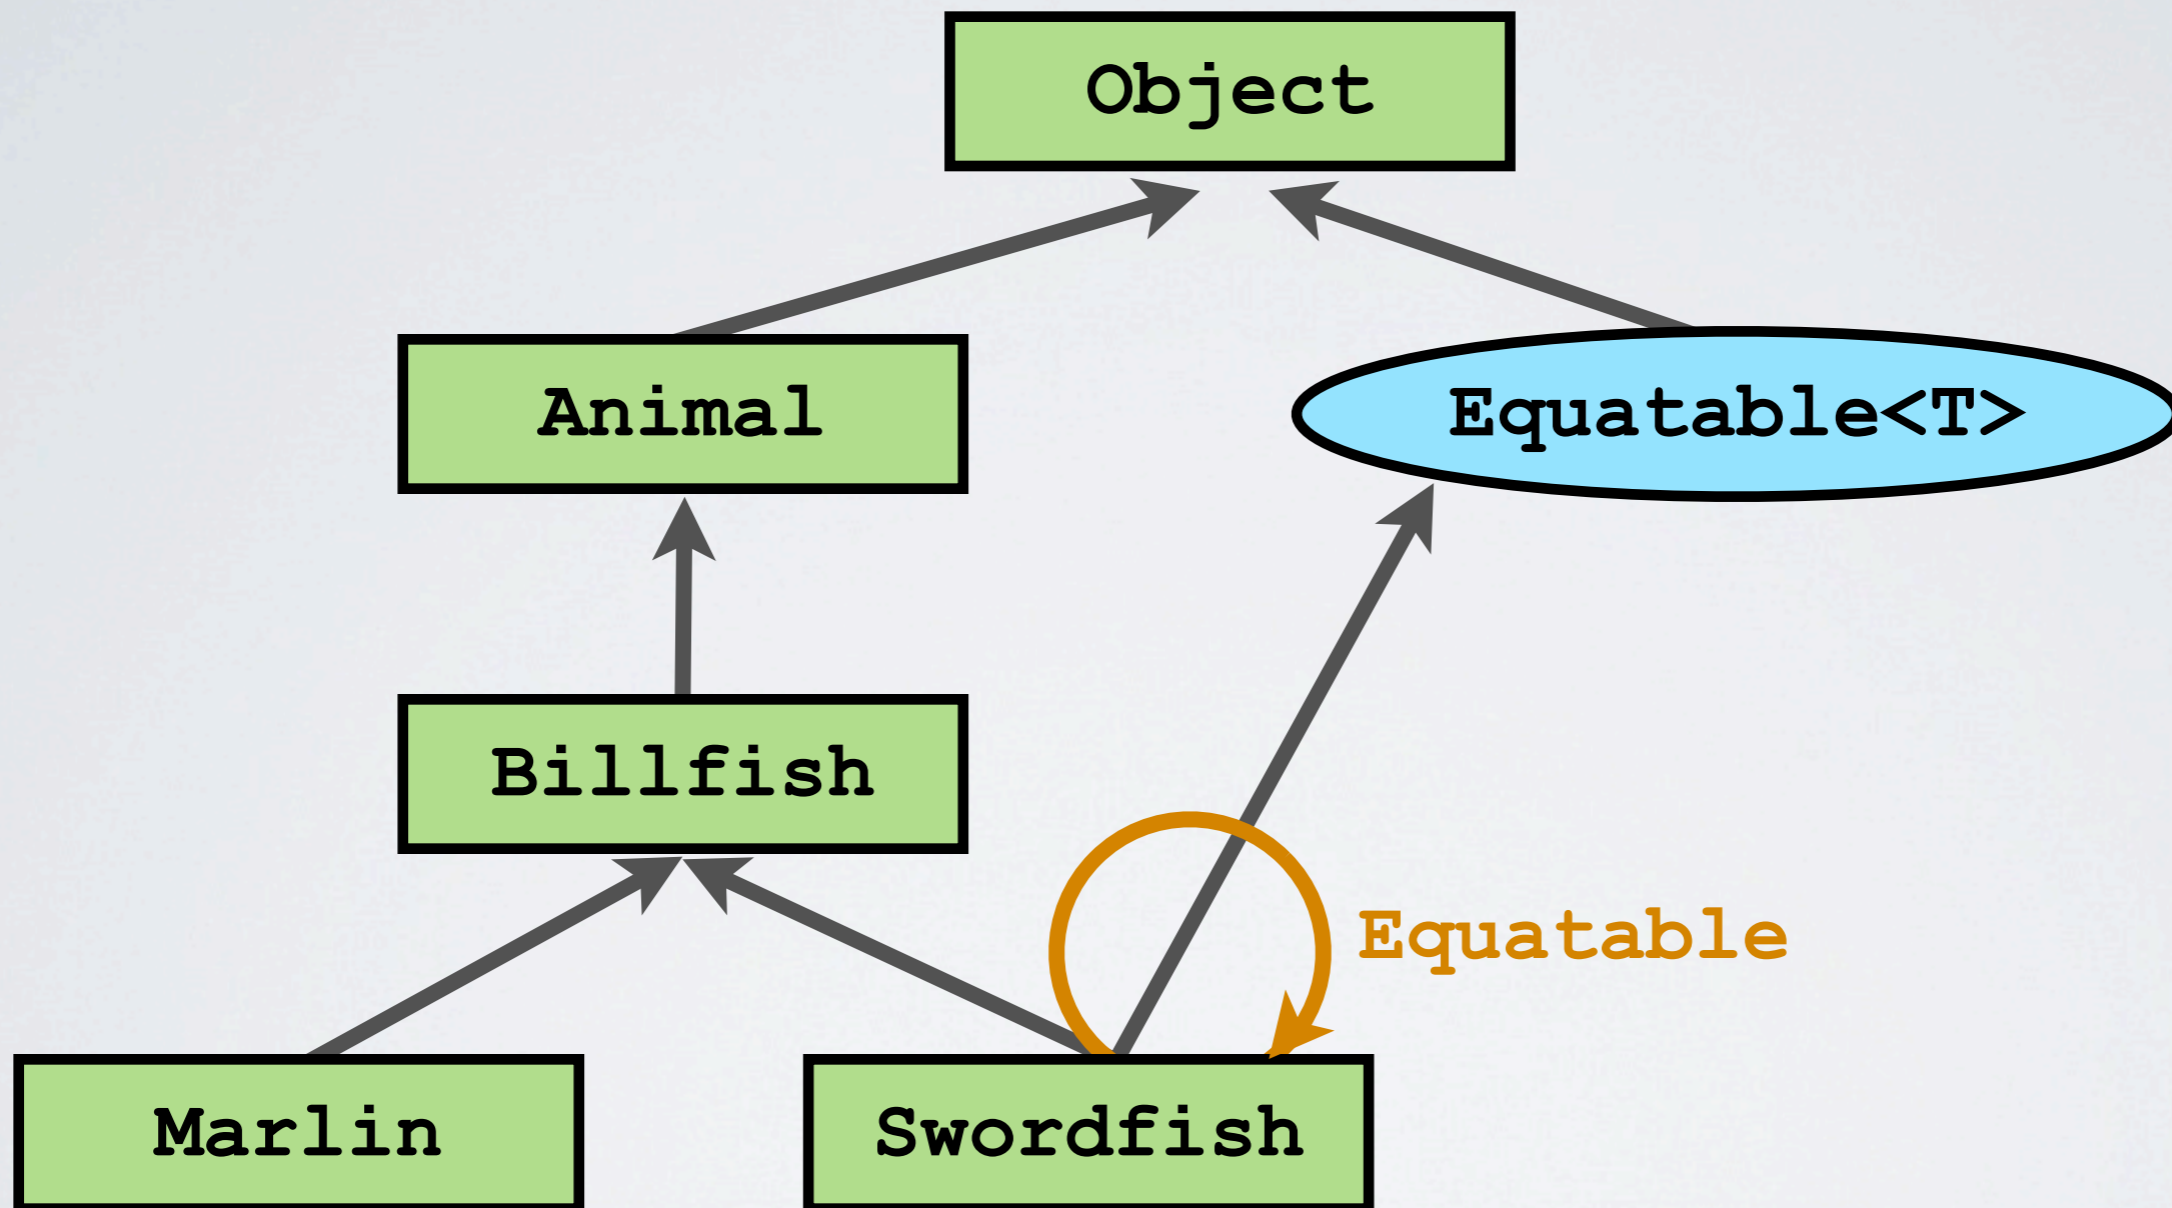 Object
Animal
Equatable<T>
Billfish
Equatable
Marlin
Swordfish